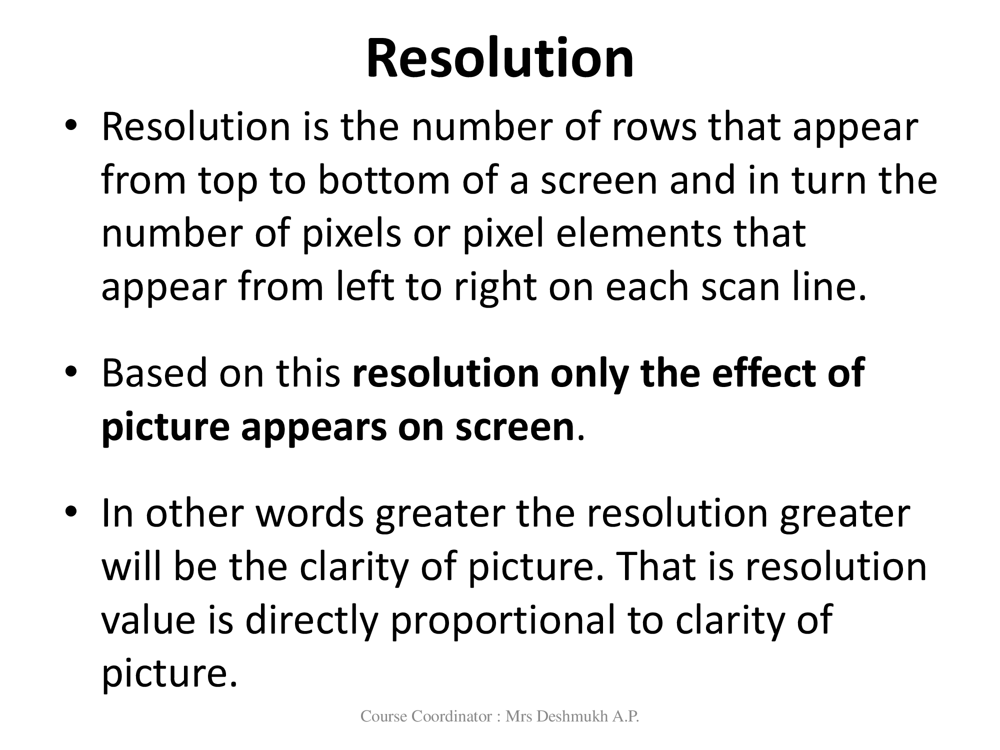 Resolution
• Resolution is the number of rows that appear
from top to bottom of a screen and in turn the
number of pixels or pixel elements that
appear from left to right on each scan line.
• Based on this resolution only the effect of
picture appears on screen.
• In other words greater the resolution greater
will be the clarity of picture. That is resolution
value is directly proportional to clarity of
picture.
Course Coordinator : Mrs Deshmukh A.P.